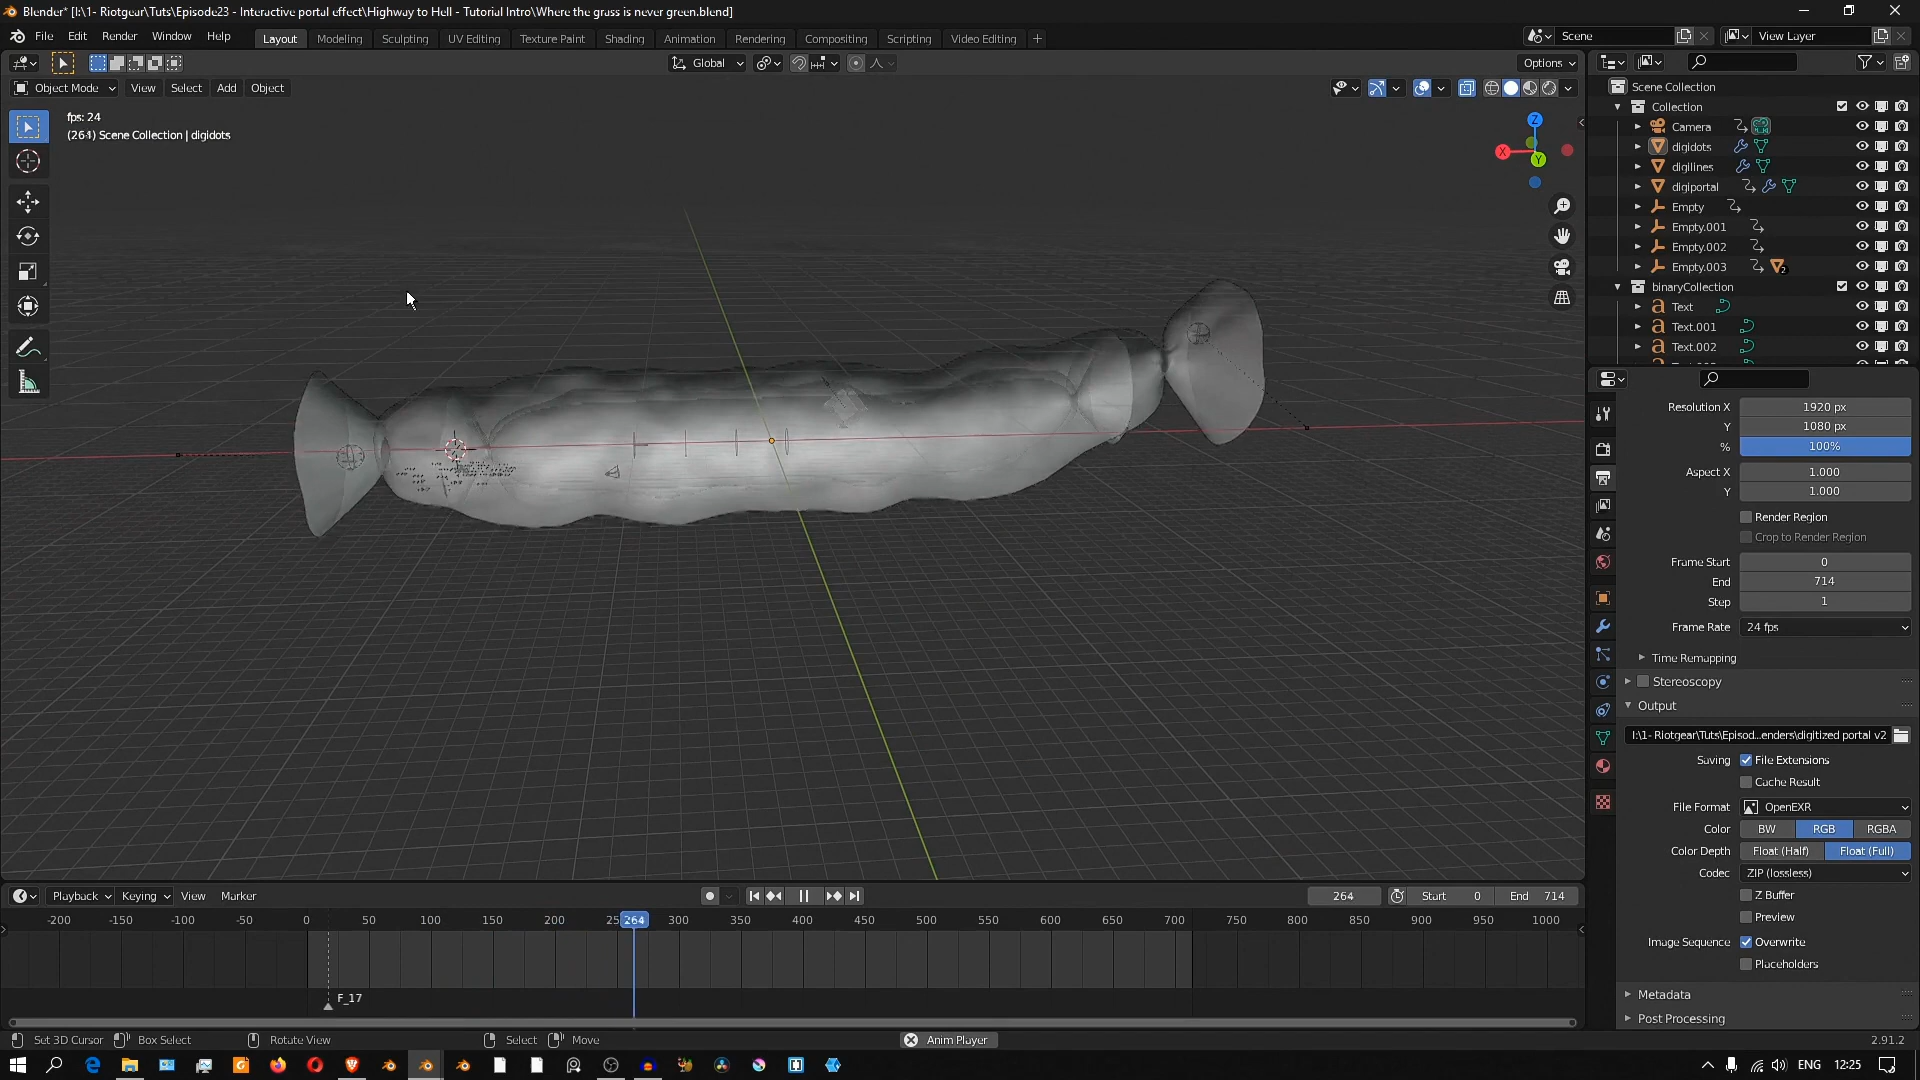 Blender* [I:\1- Riotgear\Tuts\Episode23 - Interactive portal effect\Highway to Hell - Tutorial Intro\Where the grass is never green.blend]
File Edit Render Window Help
Layout Modeling Sculpting UV Editing Texture Paint Shading Animation Rendering Compositing Scripting Video Editing +
Scene
View Layer
Global
Options
Object Mode View Select Add Object
fps: 24
(264) Scene Collection | digidots
Z
X
Y
Scene Collection
Collection
Camera
digidots
digilines
digiportal
Empty
Empty.001
Empty.002
Empty.003
2
binaryCollection
Text
Text.001
Text.002
Resolution X 1920 px
Y 1080 px
% 100%
Aspect X 1.000
Y 1.000
Render Region
Crop to Render Region
Frame Start 0
End 714
Step 1
Frame Rate 24 fps
Time Remapping
Stereoscopy
Output
I:\1- Riotgear\Tuts\Episod...enders\digitized portal v2
Saving File Extensions
Cache Result
File Format OpenEXR
Color BW RGB RGBA
Color Depth Float (Half) Float (Full)
Codec ZIP (lossless)
Z Buffer
Preview
Image Sequence Overwrite
Placeholders
Metadata
Post Processing
Playback Keying View Marker
264 Start 0 End 714
-200 -150 -100 -50 0 50 100 150 200 25 264 300 350 400 450 500 550 600 650 700 750 800 850 900 950 1000
F_17
Set 3D Cursor Box Select Rotate View Select Move Anim Player 2.91.2
ENG 12:25